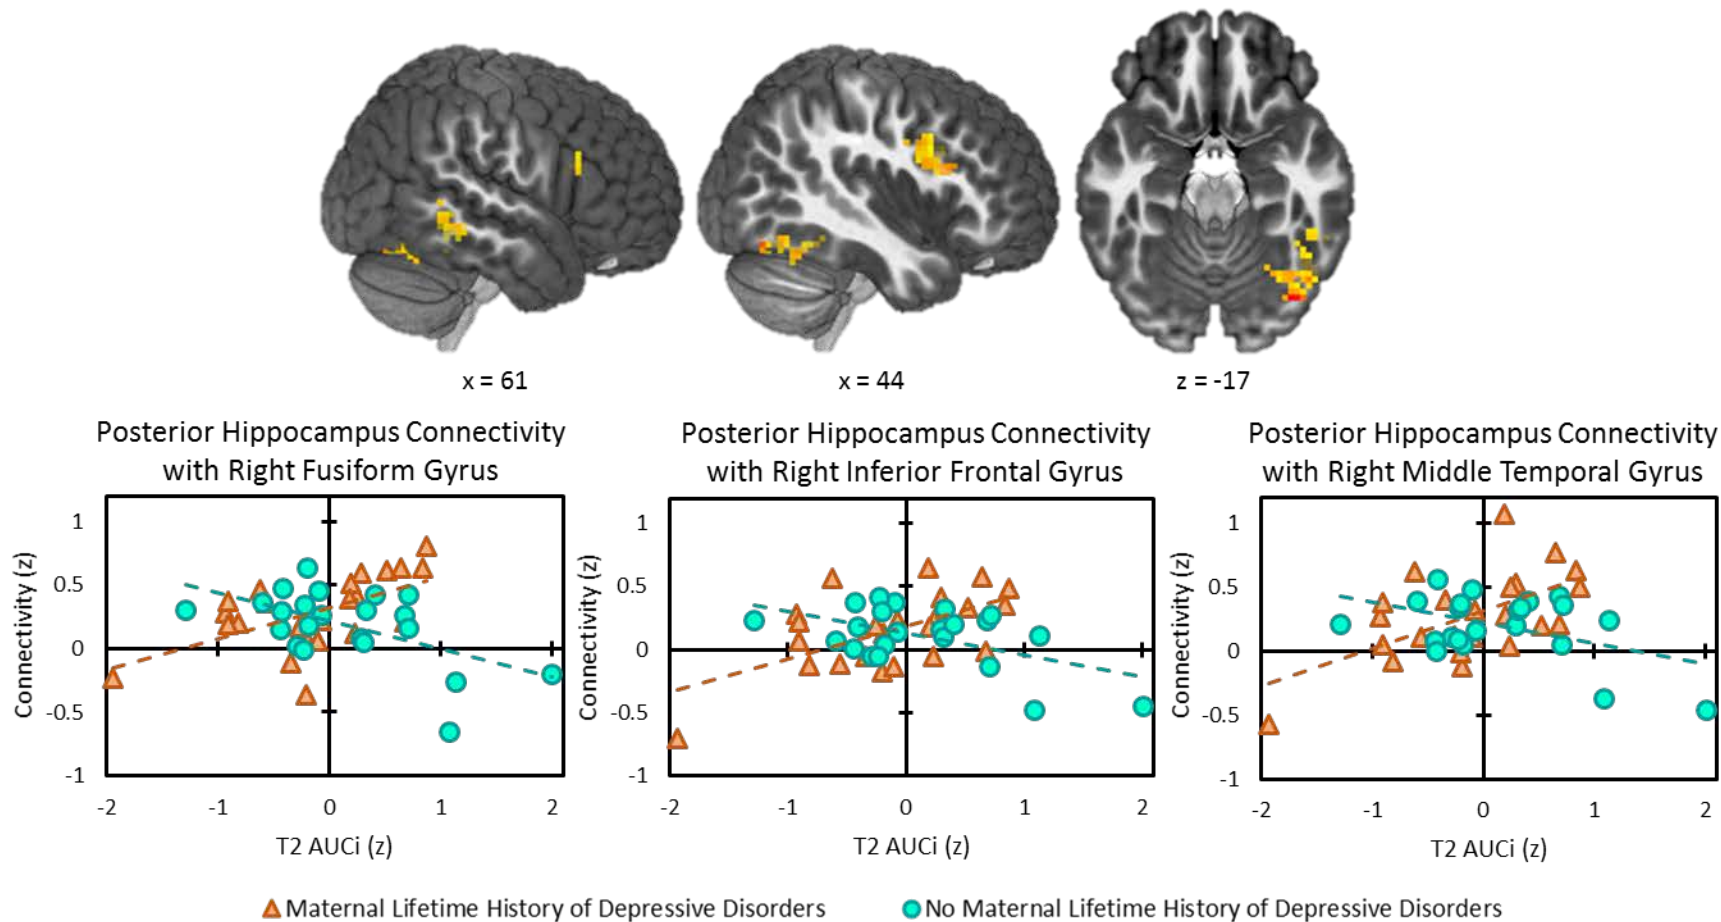 x = 61
x = 44
z = -17
Posterior Hippocampus Connectivity
with Right Fusiform Gyrus
Connectivity (z)
1
0.5
0
-0.5
-1
-2
-1
0
1
2
T2 AUCi (z)
Posterior Hippocampus Connectivity
with Right Inferior Frontal Gyrus
Connectivity (z)
1
0.5
0
-0.5
-1
-2
-1
0
1
2
T2 AUCi (z)
Posterior Hippocampus Connectivity
with Right Middle Temporal Gyrus
Connectivity (z)
1
0.5
0
-0.5
-1
-2
-1
0
1
2
T2 AUCi (z)
Maternal Lifetime History of Depressive Disorders
No Maternal Lifetime History of Depressive Disorders